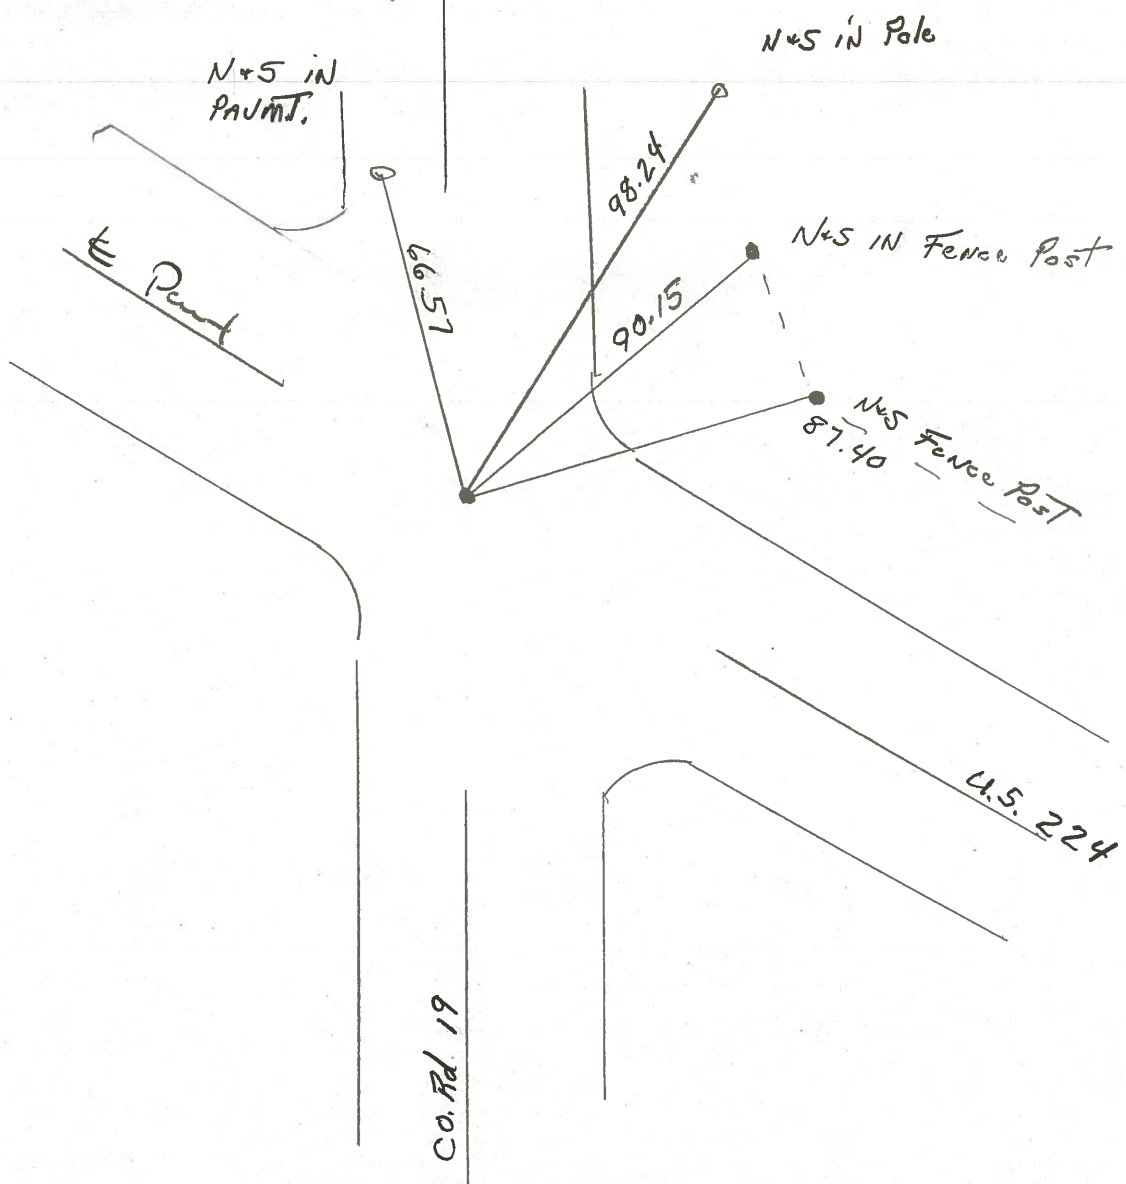 N+S iN Pole
N+S IN
PAVMT.
98.24
N+S IN Fence Post
66.57
℄ Pavmt
90.15
N+S Fence Post
87.40
U.S. 224
CO. Rd 19